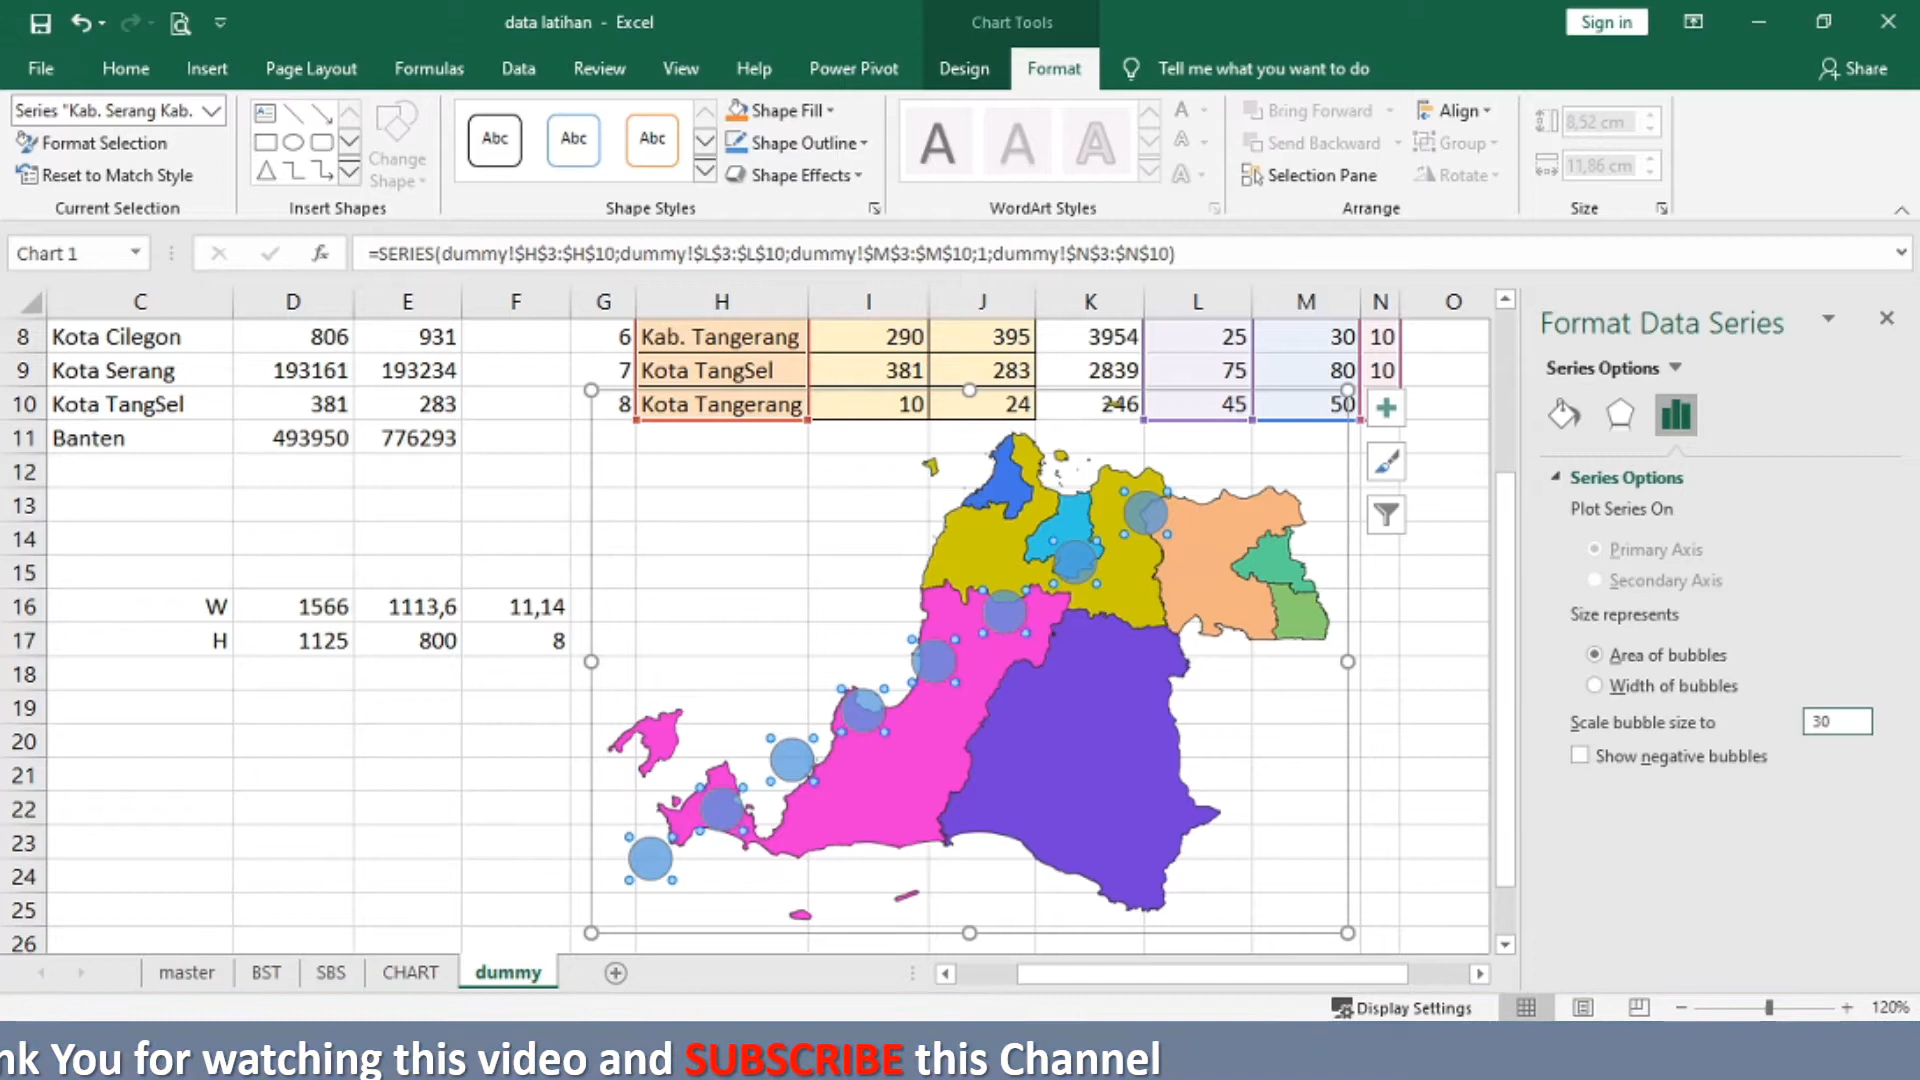 data latihan - Excel
Chart Tools
Sign in
File Home Insert Page Layout Formulas Data Review View Help Power Pivot Design Format Tell me what you want to do Share
Series "Kab. Serang Kab.
Format Selection
Reset to Match Style
Current Selection
Change
Shape
Insert Shapes
Abc Abc Abc
Shape Fill
Shape Outline
Shape Effects
Shape Styles
A A A
WordArt Styles
Bring Forward
Send Backward
Selection Pane
Align
Group
Rotate
Arrange
8,52 cm
11,86 cm
Size
Chart 1
fx
=SERIES(dummy!$H$3:$H$10;dummy!$L$3:$L$10;dummy!$M$3:$M$10;1;dummy!$N$3:$N$10)
C D E F G H I J K L M N O
8 Kota Cilegon 806 931 6 Kab. Tangerang 290 395 3954 25 30 10
9 Kota Serang 193161 193234 7 Kota TangSel 381 283 2839 75 80 10
10 Kota TangSel 381 283 8 Kota Tangerang 10 24 246 45 50
11 Banten 493950 776293
12
13
14
15
16 W 1566 1113,6 11,14
17 H 1125 800 8
18
19
20
21
22
23
24
25
26
Format Data Series
Series Options
Series Options
Plot Series On
Primary Axis
Secondary Axis
Size represents
Area of bubbles
Width of bubbles
Scale bubble size to 30
Show negative bubbles
master BST SBS CHART dummy
Display Settings
120%
nk You for watching this video and SUBSCRIBE this Channel